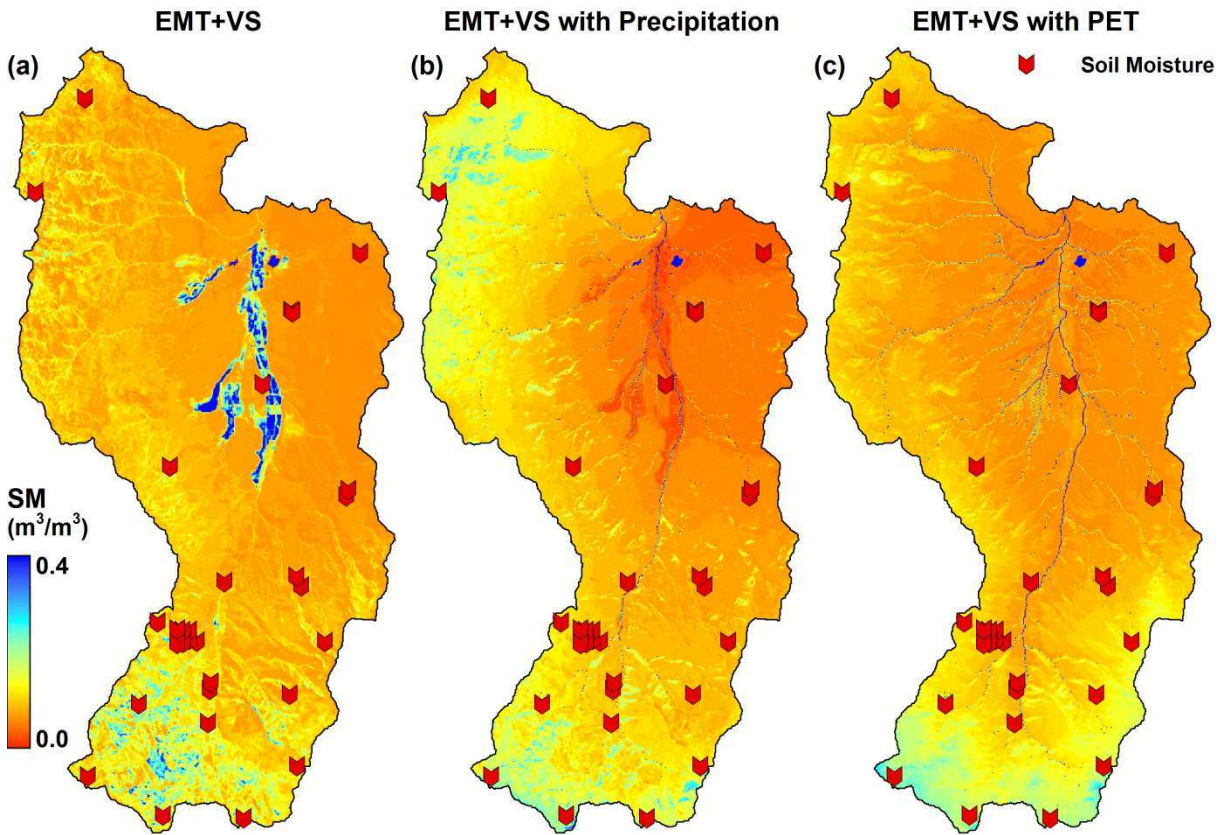 EMT+VS
EMT+VS with Precipitation
EMT+VS with PET
(a)
(b)
(c)
Soil Moisture
SM
(m³/m³)
0.4
0.0